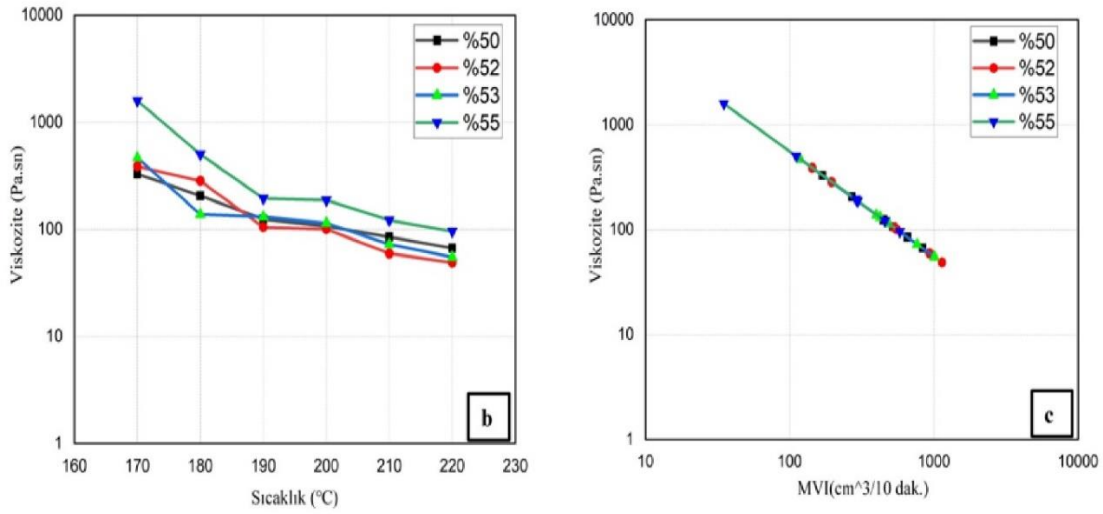 10000
1000
100
10
1
Viskozite (Pa.sn)
%50
%52
%53
%55
b
160 170 180 190 200 210 220 230
Sıcaklık (°C)
10000
1000
100
10
1
Viskozite (Pa.sn)
%50
%52
%53
%55
c
10 100 1000 10000
MVI(cm^3/10 dak.)